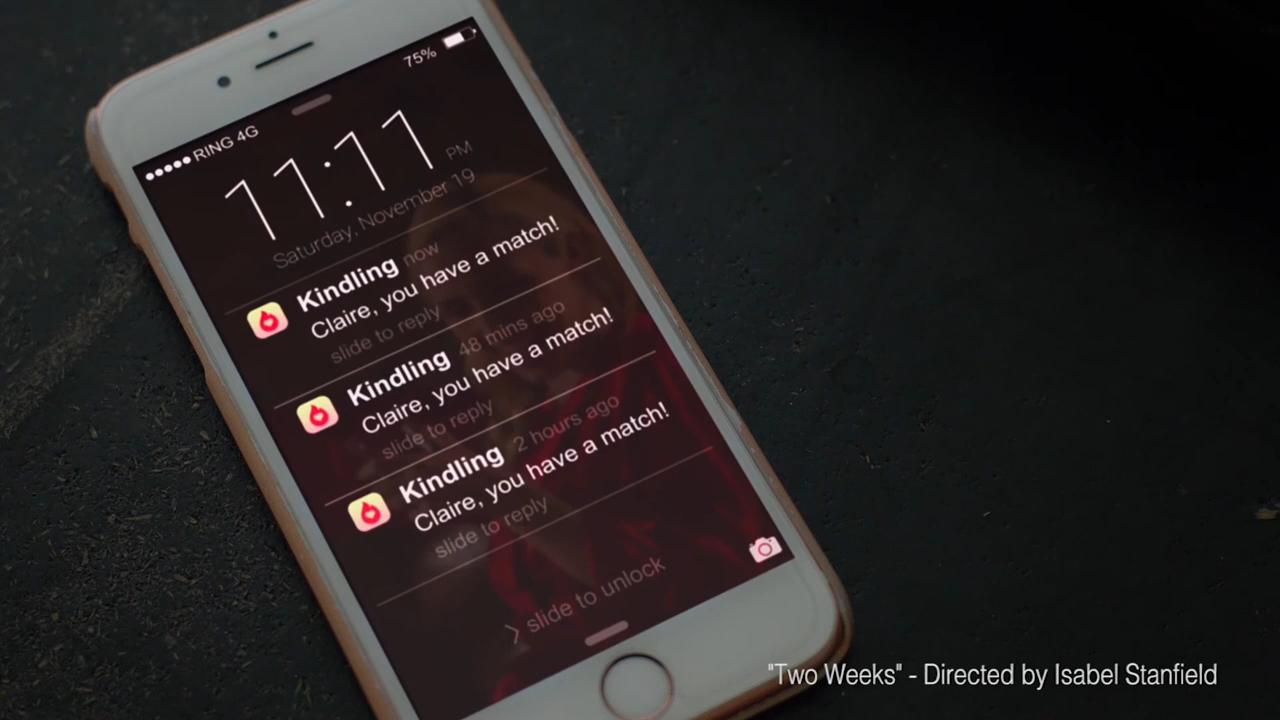 RING 4G
75%
11:11 PM
Saturday, November 19
Kindling now
Claire, you have a match!
slide to reply
Kindling 48 mins ago
Claire, you have a match!
slide to reply
Kindling 2 hours ago
Claire, you have a match!
slide to reply
> slide to unlock
"Two Weeks" - Directed by Isabel Stanfield